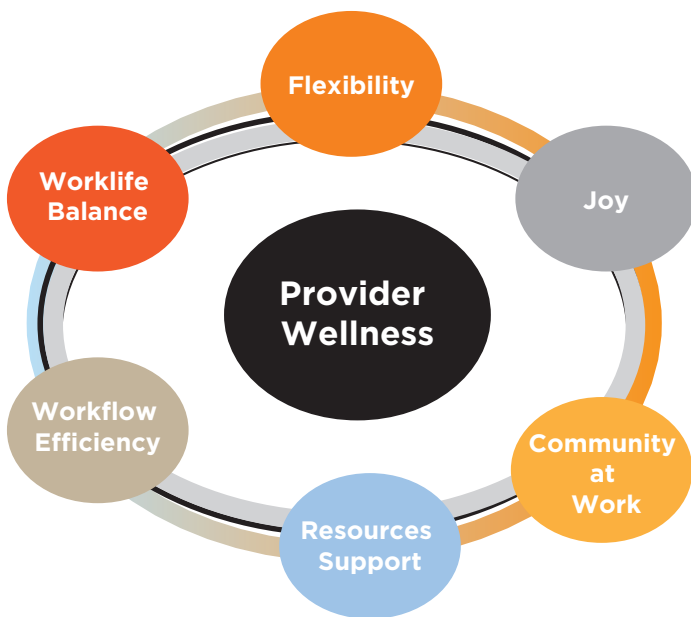 Flexibility
Worklife
Balance
Joy
Provider
Wellness
Workflow
Efficiency
Community
at
Work
Resources
Support